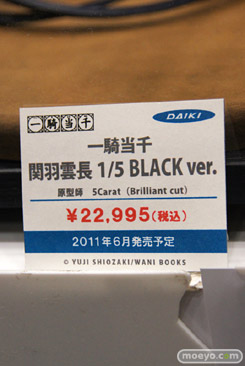 一騎当千
DAIKI
一騎当千
関羽雲長 1/5 BLACK ver.
原型師 5Carat（Brilliant cut）
¥22,995(税込)
2011年6月発売予定
© YUJI SHIOZAKI/WANI BOOKS
moeyo.com